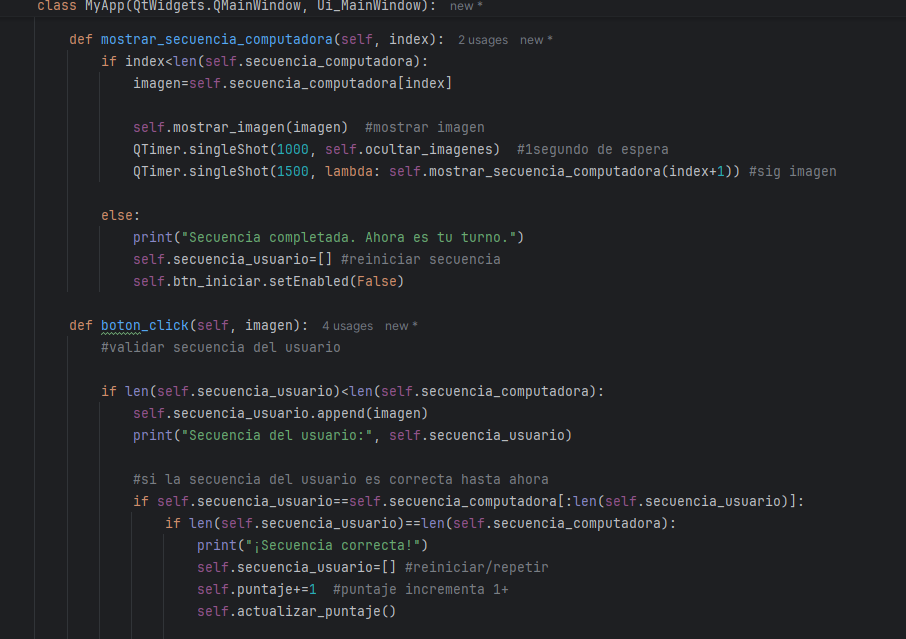 class MyApp(QtWidgets.QMainWindow, Ui_MainWindow):  new *
def mostrar_secuencia_computadora(self, index):  2 usages  new *
if index<len(self.secuencia_computadora):
imagen=self.secuencia_computadora[index]
self.mostrar_imagen(imagen)  #mostrar imagen
QTimer.singleShot(1000, self.ocultar_imagenes)  #1segundo de espera
QTimer.singleShot(1500, lambda: self.mostrar_secuencia_computadora(index+1)) #sig imagen
else:
print("Secuencia completada. Ahora es tu turno.")
self.secuencia_usuario=[] #reiniciar secuencia
self.btn_iniciar.setEnabled(False)
def boton_click(self, imagen):  4 usages  new *
#validar secuencia del usuario
if len(self.secuencia_usuario)<len(self.secuencia_computadora):
self.secuencia_usuario.append(imagen)
print("Secuencia del usuario:", self.secuencia_usuario)
#si la secuencia del usuario es correcta hasta ahora
if self.secuencia_usuario==self.secuencia_computadora[:len(self.secuencia_usuario)]:
if len(self.secuencia_usuario)==len(self.secuencia_computadora):
print("¡Secuencia correcta!")
self.secuencia_usuario=[] #reiniciar/repetir
self.puntaje+=1  #puntaje incrementa 1+
self.actualizar_puntaje()